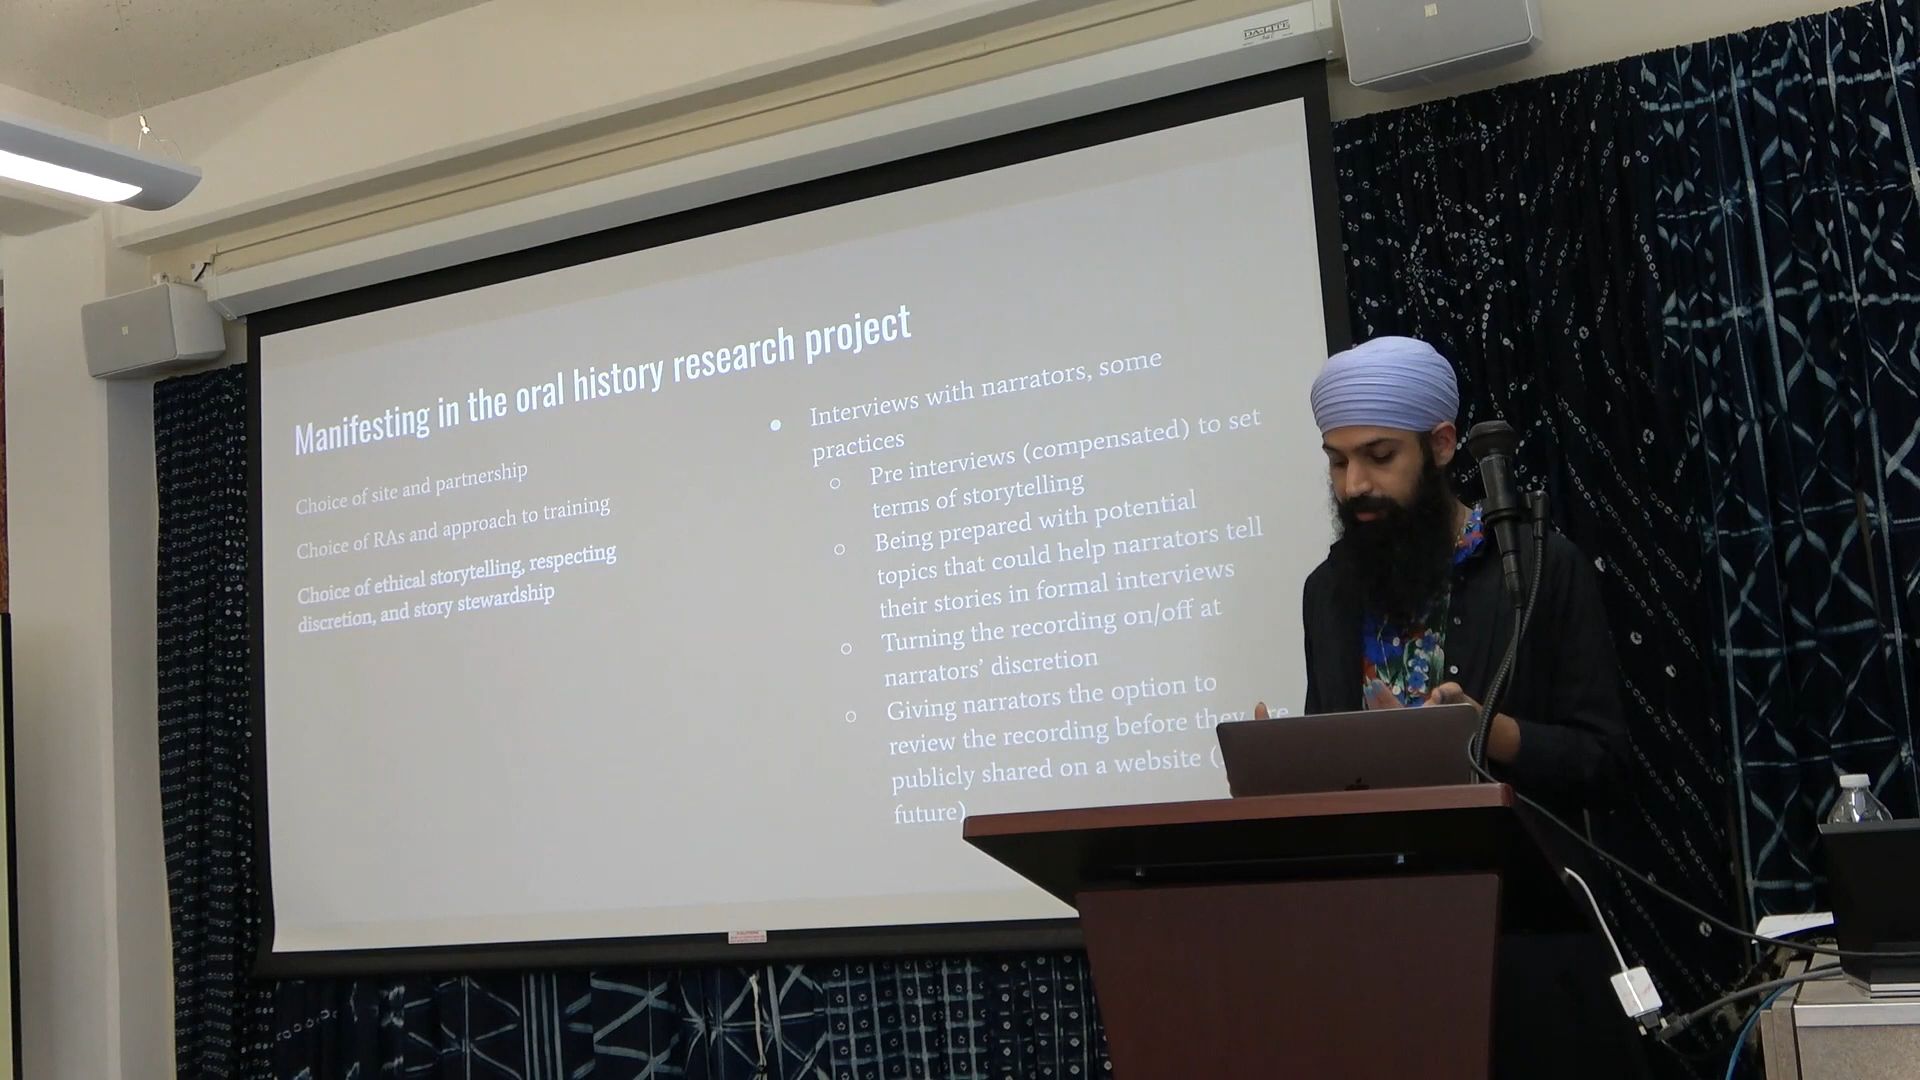 DA-LITE
Manifesting in the oral history research project
Choice of site and partnership
Choice of RAs and approach to training
Choice of ethical storytelling, respecting
discretion, and story stewardship
● Interviews with narrators, some
practices
○ Pre interviews (compensated) to set
terms of storytelling
○ Being prepared with potential
topics that could help narrators tell
their stories in formal interviews
○ Turning the recording on/off at
narrators' discretion
○ Giving narrators the option to
review the recording before they
publicly shared on a website (
future)